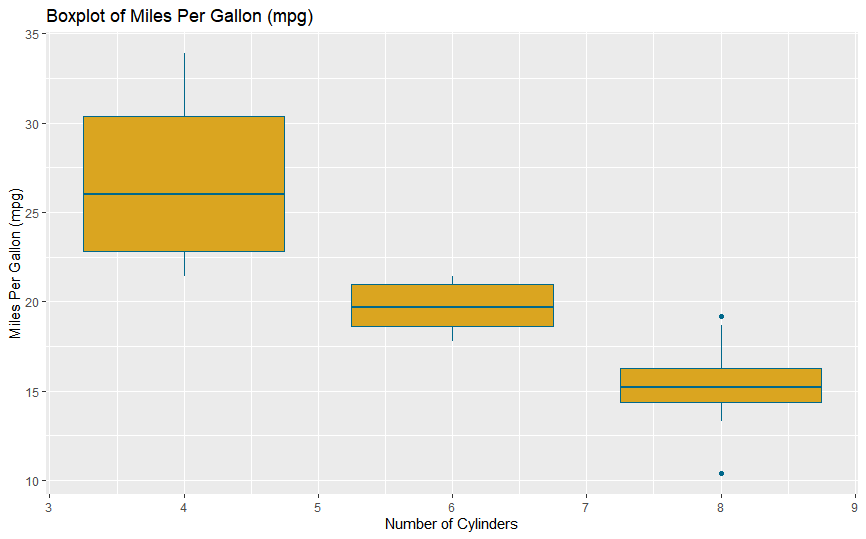 Boxplot of Miles Per Gallon (mpg)
Miles Per Gallon (mpg)
35
30
25
20
15
10
3 4 5 6 7 8 9
Number of Cylinders